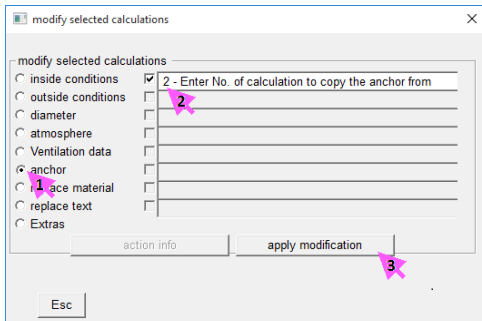 modify selected calculations
modify selected calculations
inside conditions
2 - Enter No. of calculation to copy the anchor from
outside conditions
2
diameter
atmosphere
Ventilation data
anchor
1
place material
replace text
Extras
action info
apply modification
3
Esc